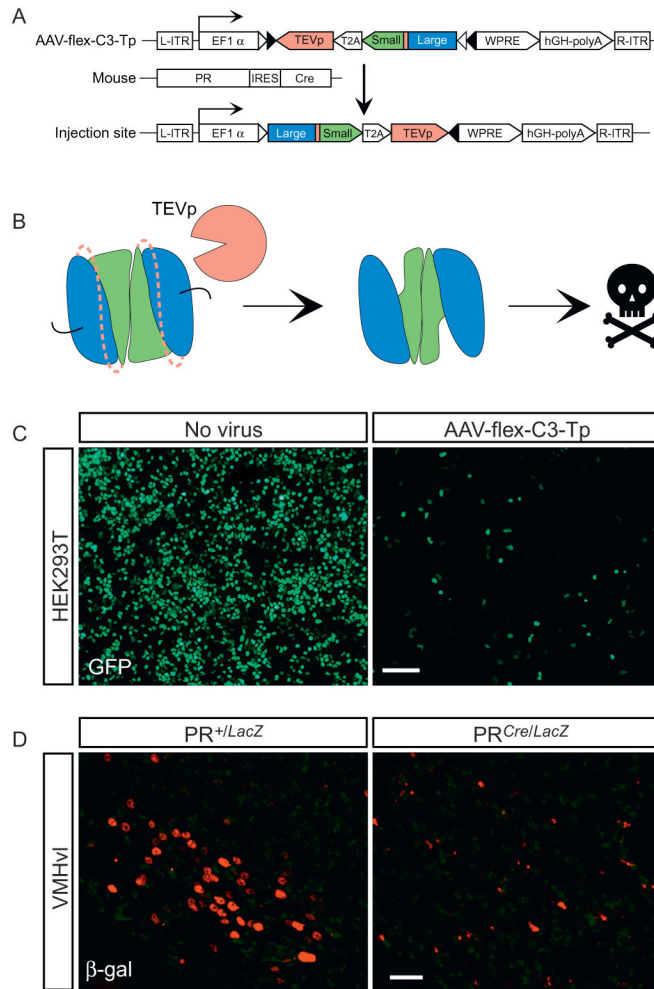 A
AAV-flex-C3-Tp L-ITR EF1 α TEVp T2A Small Large WPRE hGH-polyA R-ITR
Mouse PR IRES Cre
Injection site L-ITR EF1 α Large Small T2A TEVp WPRE hGH-polyA R-ITR
B
TEVp
C
No virus AAV-flex-C3-Tp
HEK293T
GFP
D
PR+/LacZ PRCre/LacZ
VMHvl
β-gal